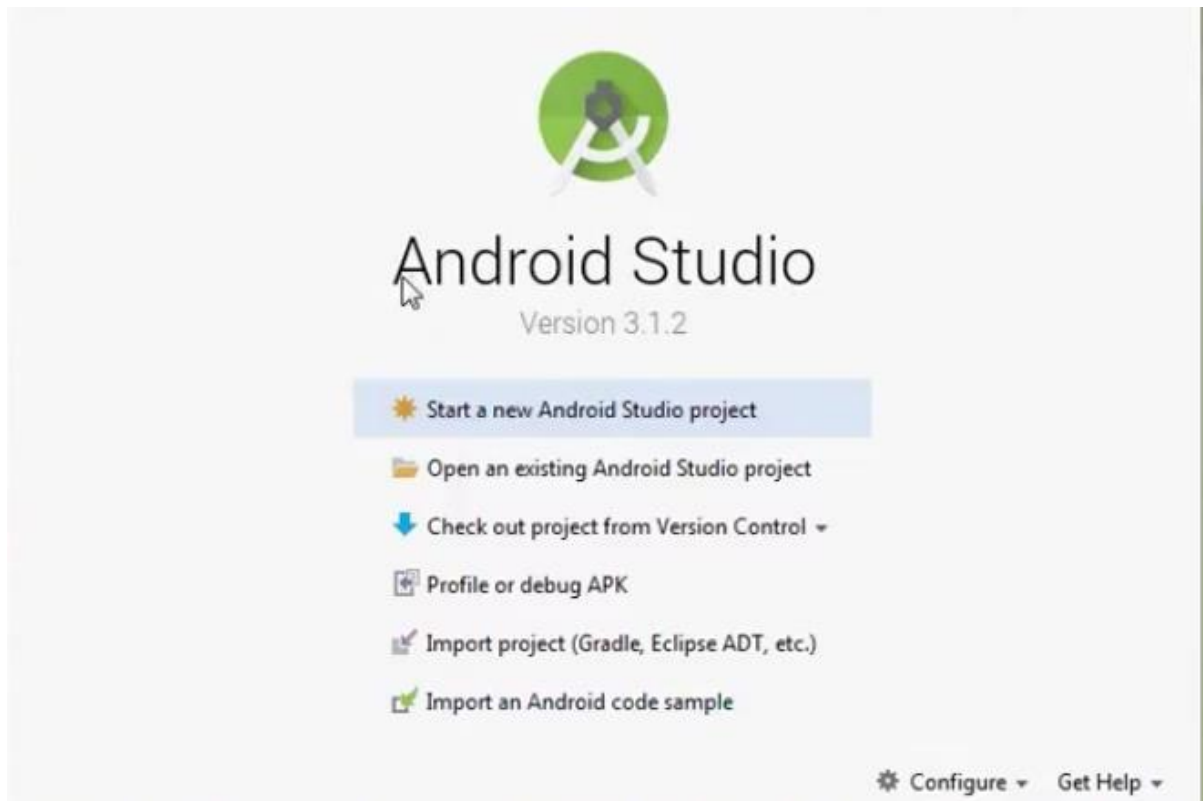 Android Studio
Version 3.1.2
Start a new Android Studio project
Open an existing Android Studio project
Check out project from Version Control
Profile or debug APK
Import project (Gradle, Eclipse ADT, etc.)
Import an Android code sample
Configure Get Help